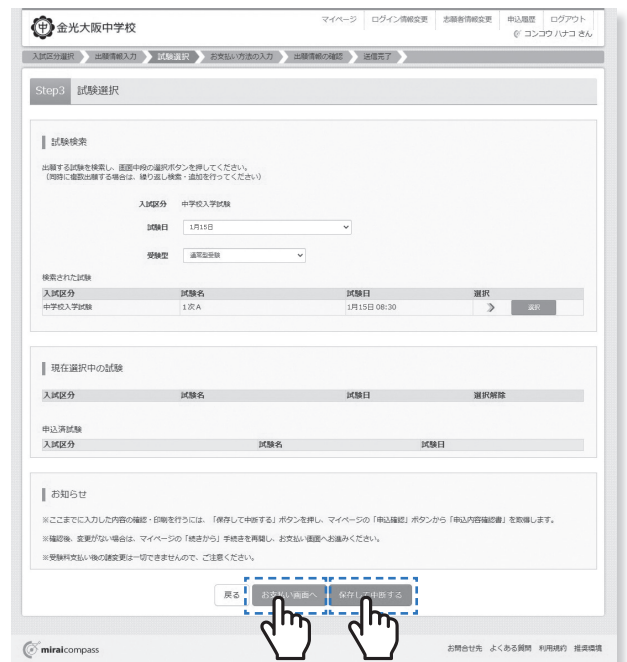 金光大阪中学校
マイページ ログイン情報変更 志願者情報変更 申込履歴 ログアウト
コンコウ ハナコ さん
入試区分選択 出願情報入力 試験選択 お支払い方法の入力 出願情報の確認 送信完了
Step3 試験選択
試験検索
出願する試験を検索し、画面中段の選択ボタンを押してください。
(同時に複数出願する場合は、繰り返し検索・追加を行ってください)
入試区分 中学校入学試験
試験日 1月15日
受験型 通常型受験
検索された試験
入試区分 試験名 試験日 選択
中学校入学試験 1次A 1月15日 08:30 選択
現在選択中の試験
入試区分 試験名 試験日 選択解除
申込済試験
入試区分 試験名 試験日
お知らせ
※ここまでに入力した内容の確認・印刷を行うには、「保存して中断する」ボタンを押し、マイページの「申込確認」ボタンから「申込内容確認書」を取得します。
※確認後、変更がない場合は、マイページの「続きから」手続きを再開し、お支払い画面へお進みください。
※受験料支払い後の諸変更は一切できませんので、ご注意ください。
戻る お支払い画面へ 保存して中断する
miraicompass
お問合せ先 よくある質問 利用規約 推奨環境